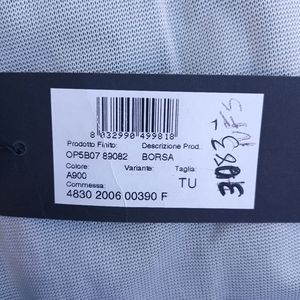 8 032990 499818
Prodotto Finito: Descrizione Prod.
OP5B07 89082 BORSA
Colore: Variante: Taglia:
A900 TU
Commessa:
4830 2006 00390 F
3083